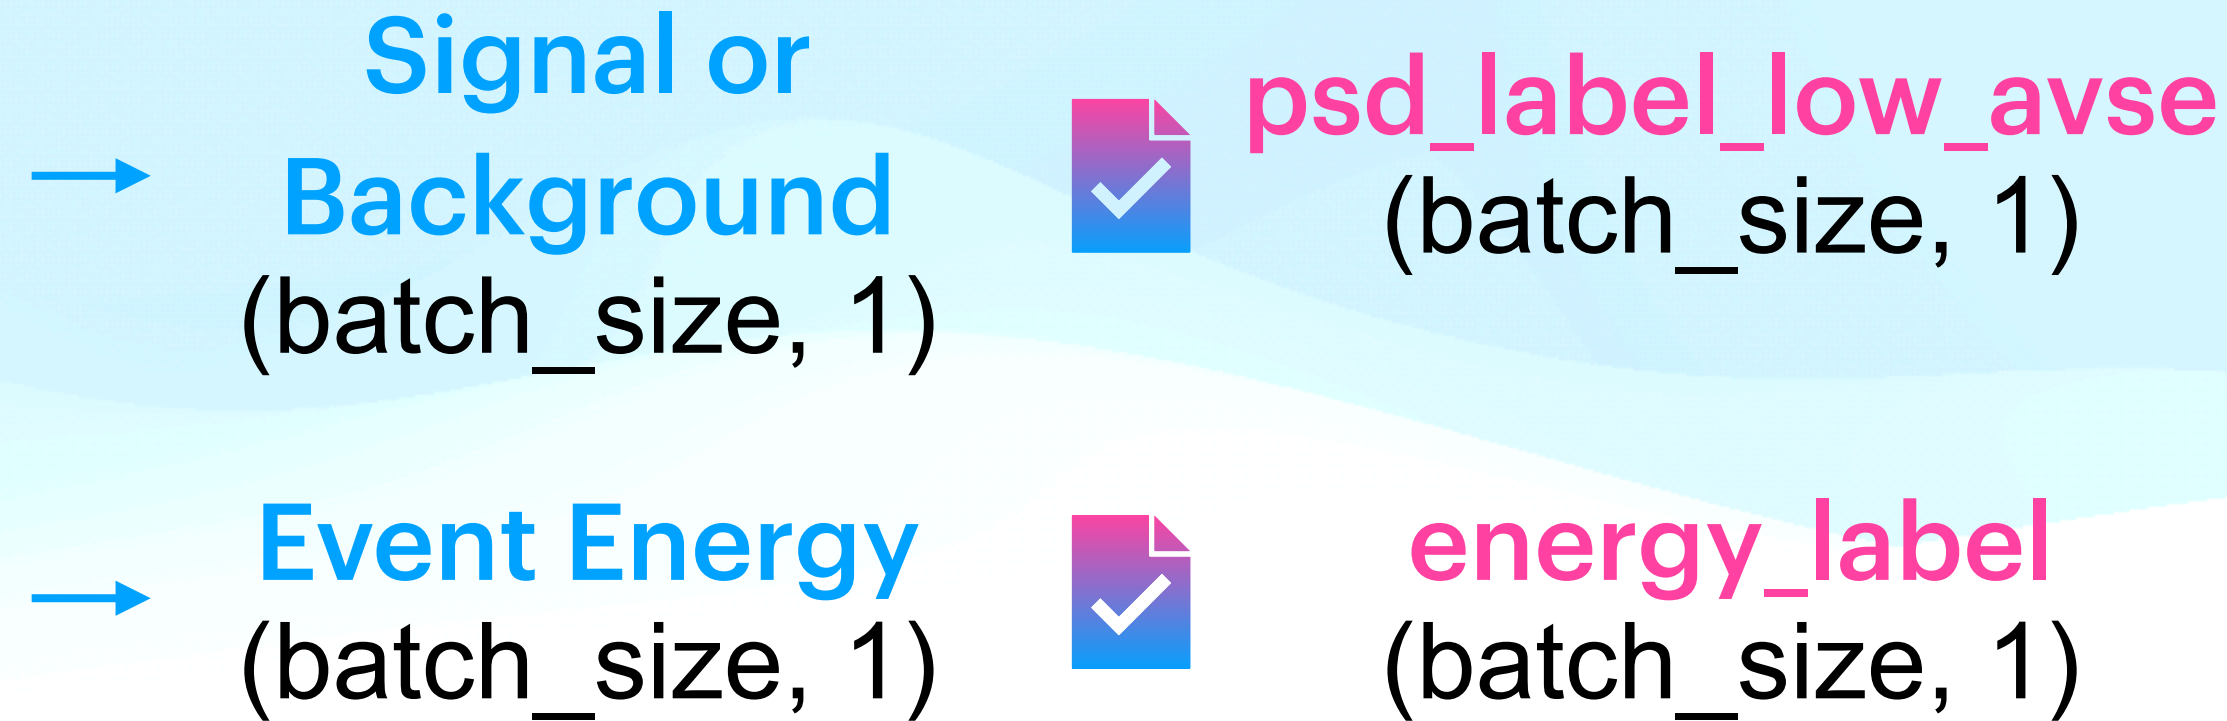 Signal or
Background
(batch_size, 1)
psd_label_low_avse
(batch_size, 1)
Event Energy
(batch_size, 1)
energy_label
(batch_size, 1)